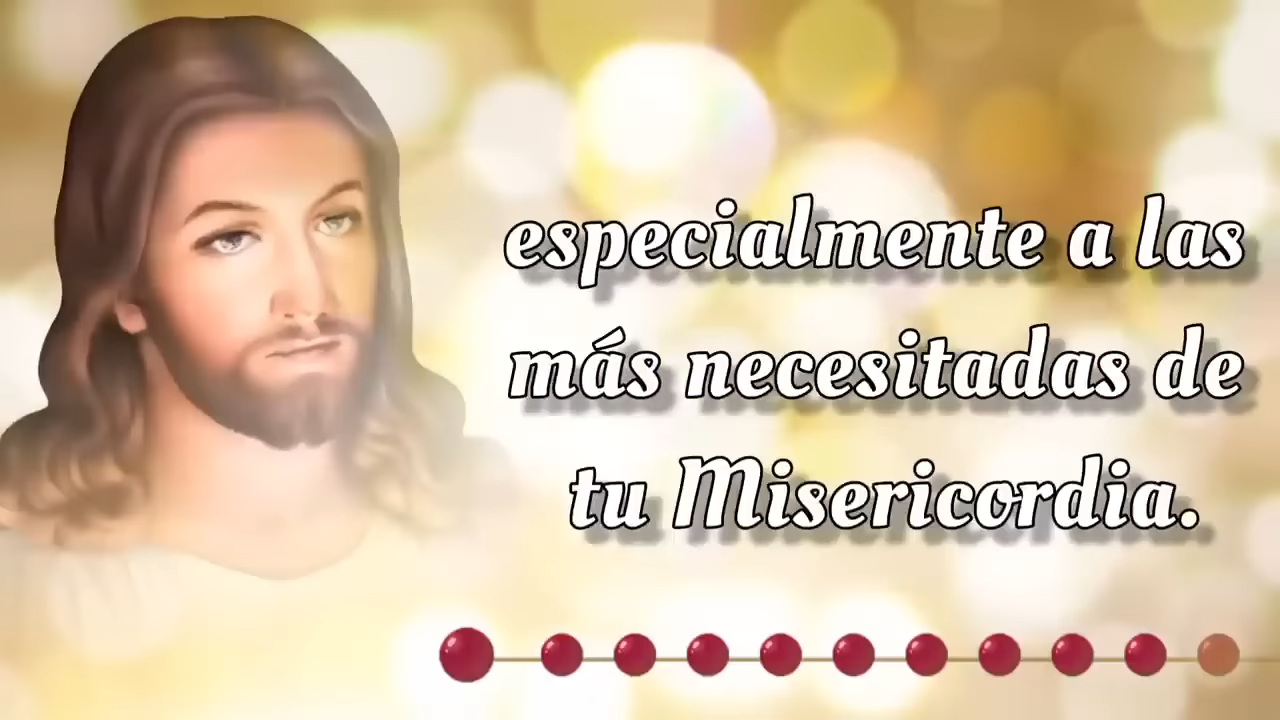 especialmente a las
más necesitadas de
tu Misericordia.